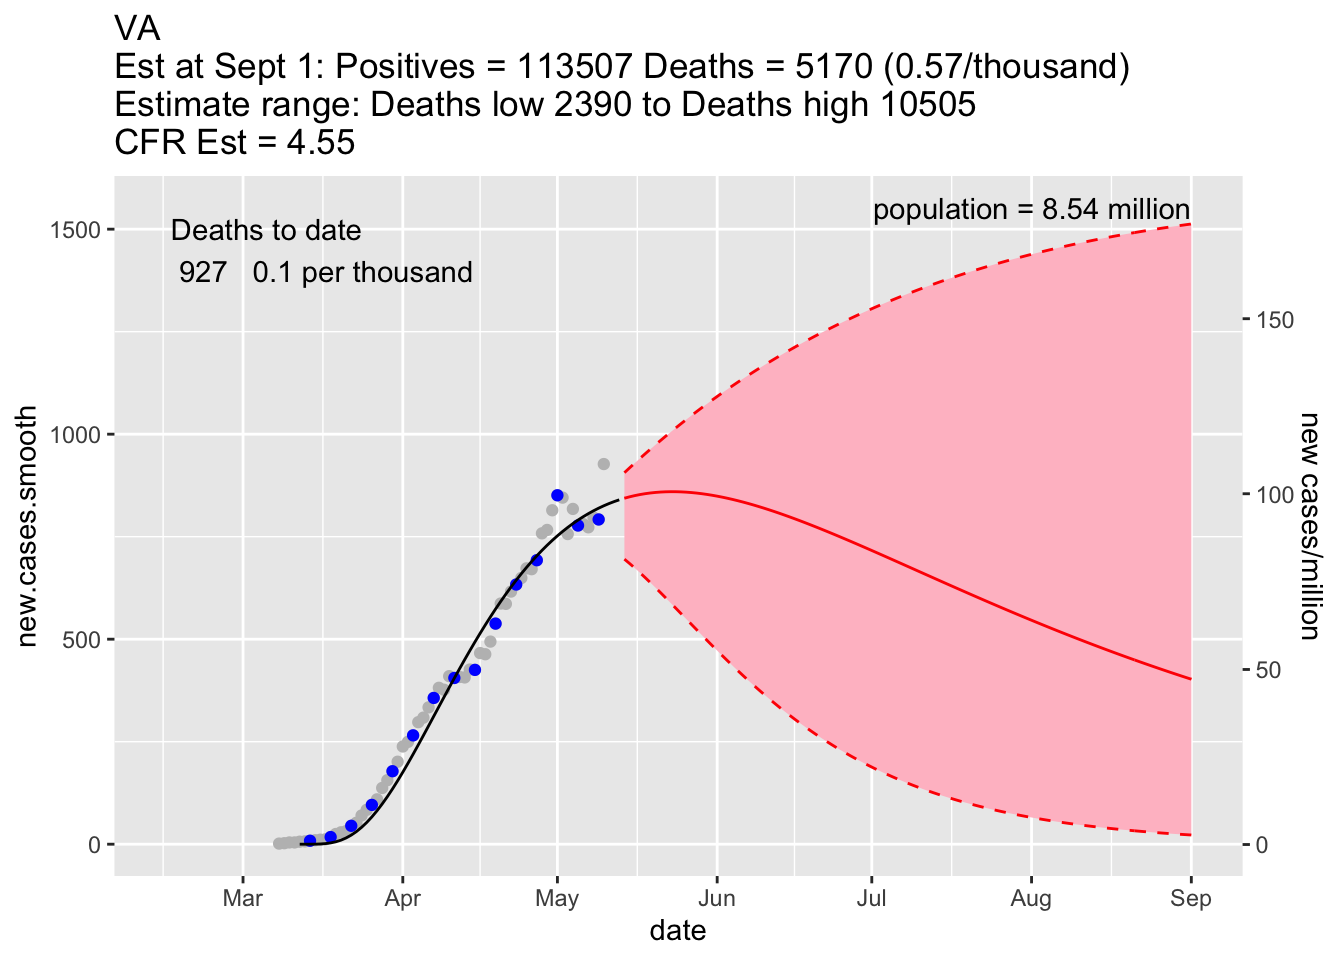 VA
Est at Sept 1: Positives = 113507 Deaths = 5170 (0.57/thousand)
Estimate range: Deaths low 2390 to Deaths high 10505
CFR Est = 4.55
population = 8.54 million
Deaths to date
927 0.1 per thousand
1500
1000
500
0
new.cases.smooth
150
100
50
0
new cases/million
Mar Apr May Jun Jul Aug Sep
date